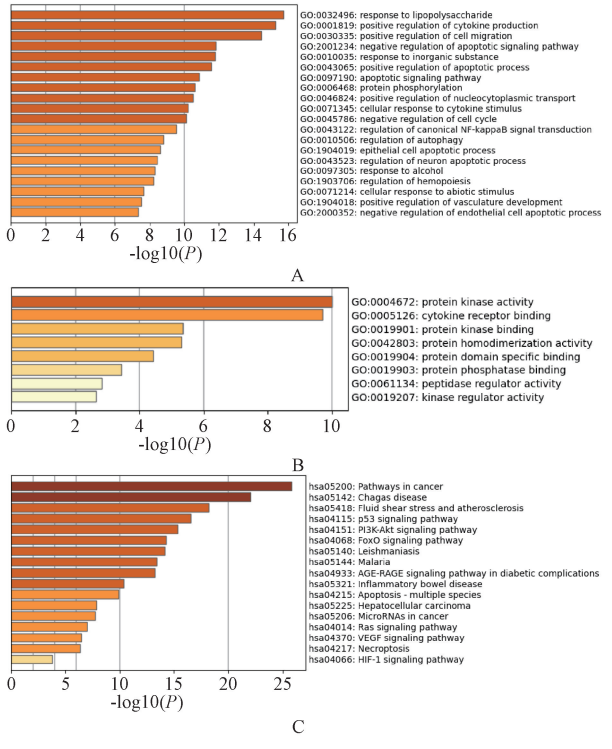 GO:0032496: response to lipopolysaccharide
GO:0001819: positive regulation of cytokine production
GO:0030335: positive regulation of cell migration
GO:2001234: negative regulation of apoptotic signaling pathway
GO:0010035: response to inorganic substance
GO:0043065: positive regulation of apoptotic process
GO:0097190: apoptotic signaling pathway
GO:0006468: protein phosphorylation
GO:0046824: positive regulation of nucleocytoplasmic transport
GO:0071345: cellular response to cytokine stimulus
GO:0045786: negative regulation of cell cycle
GO:0043122: regulation of canonical NF-kappaB signal transduction
GO:0010506: regulation of autophagy
GO:1904019: epithelial cell apoptotic process
GO:0043523: regulation of neuron apoptotic process
GO:0097305: response to alcohol
GO:1903706: regulation of hemopoiesis
GO:0071214: cellular response to abiotic stimulus
GO:1904018: positive regulation of vasculature development
GO:2000352: negative regulation of endothelial cell apoptotic process
0 2 4 6 8 10 12 14 16
-log10(P)
A
GO:0004672: protein kinase activity
GO:0005126: cytokine receptor binding
GO:0019901: protein kinase binding
GO:0042803: protein homodimerization activity
GO:0019904: protein domain specific binding
GO:0019903: protein phosphatase binding
GO:0061134: peptidase regulator activity
GO:0019207: kinase regulator activity
0 2 4 6 8 10
-log10(P)
B
hsa05200: Pathways in cancer
hsa05142: Chagas disease
hsa05418: Fluid shear stress and atherosclerosis
hsa04115: p53 signaling pathway
hsa04151: PI3K-Akt signaling pathway
hsa04068: FoxO signaling pathway
hsa05140: Leishmaniasis
hsa05144: Malaria
hsa04933: AGE-RAGE signaling pathway in diabetic complications
hsa05321: Inflammatory bowel disease
hsa04215: Apoptosis - multiple species
hsa05225: Hepatocellular carcinoma
hsa05206: MicroRNAs in cancer
hsa04014: Ras signaling pathway
hsa04370: VEGF signaling pathway
hsa04217: Necroptosis
hsa04066: HIF-1 signaling pathway
0 5 10 15 20 25
-log10(P)
C